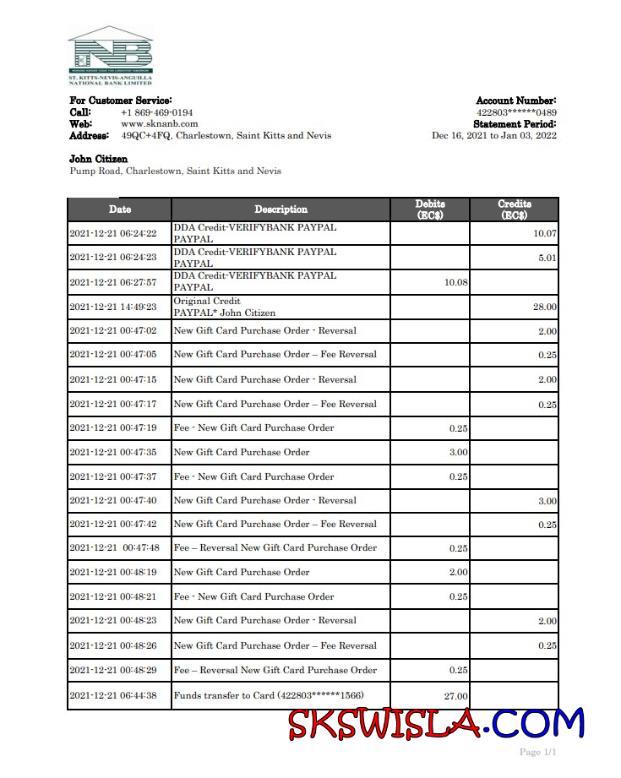 NB
ST. KITTS-NEVIS-ANGUILLA
NATIONAL BANK LIMITED
For Customer Service:
Call: +1 869-469-0194
Web: www.sknanb.com
Address: 49QC+4FQ, Charlestown, Saint Kitts and Nevis
Account Number:
422803******0489
Statement Period:
Dec 16, 2021 to Jan 03, 2022
John Citizen
Pump Road, Charlestown, Saint Kitts and Nevis
Date Description Debits (EC$) Credits (EC$)
2021-12-21 06:24:22 DDA Credit-VERIFYBANK PAYPAL PAYPAL 10.07
2021-12-21 06:24:23 DDA Credit-VERIFYBANK PAYPAL PAYPAL 5.01
2021-12-21 06:27:57 DDA Credit-VERIFYBANK PAYPAL PAYPAL 10.08
2021-12-21 14:49:23 Original Credit PAYPAL* John Citizen 28.00
2021-12-21 00:47:02 New Gift Card Purchase Order - Reversal 2.00
2021-12-21 00:47:05 New Gift Card Purchase Order – Fee Reversal 0.25
2021-12-21 00:47:15 New Gift Card Purchase Order - Reversal 2.00
2021-12-21 00:47:17 New Gift Card Purchase Order – Fee Reversal 0.25
2021-12-21 00:47:19 Fee - New Gift Card Purchase Order 0.25
2021-12-21 00:47:35 New Gift Card Purchase Order 3.00
2021-12-21 00:47:37 Fee - New Gift Card Purchase Order 0.25
2021-12-21 00:47:40 New Gift Card Purchase Order - Reversal 3.00
2021-12-21 00:47:42 New Gift Card Purchase Order – Fee Reversal 0.25
2021-12-21 00:47:48 Fee – Reversal New Gift Card Purchase Order 0.25
2021-12-21 00:48:19 New Gift Card Purchase Order 2.00
2021-12-21 00:48:21 Fee - New Gift Card Purchase Order 0.25
2021-12-21 00:48:23 New Gift Card Purchase Order - Reversal 2.00
2021-12-21 00:48:26 New Gift Card Purchase Order – Fee Reversal 0.25
2021-12-21 00:48:29 Fee – Reversal New Gift Card Purchase Order 0.25
2021-12-21 06:44:38 Funds transfer to Card (422803******1566) 27.00
SKSWISLA.COM
Page 1/1